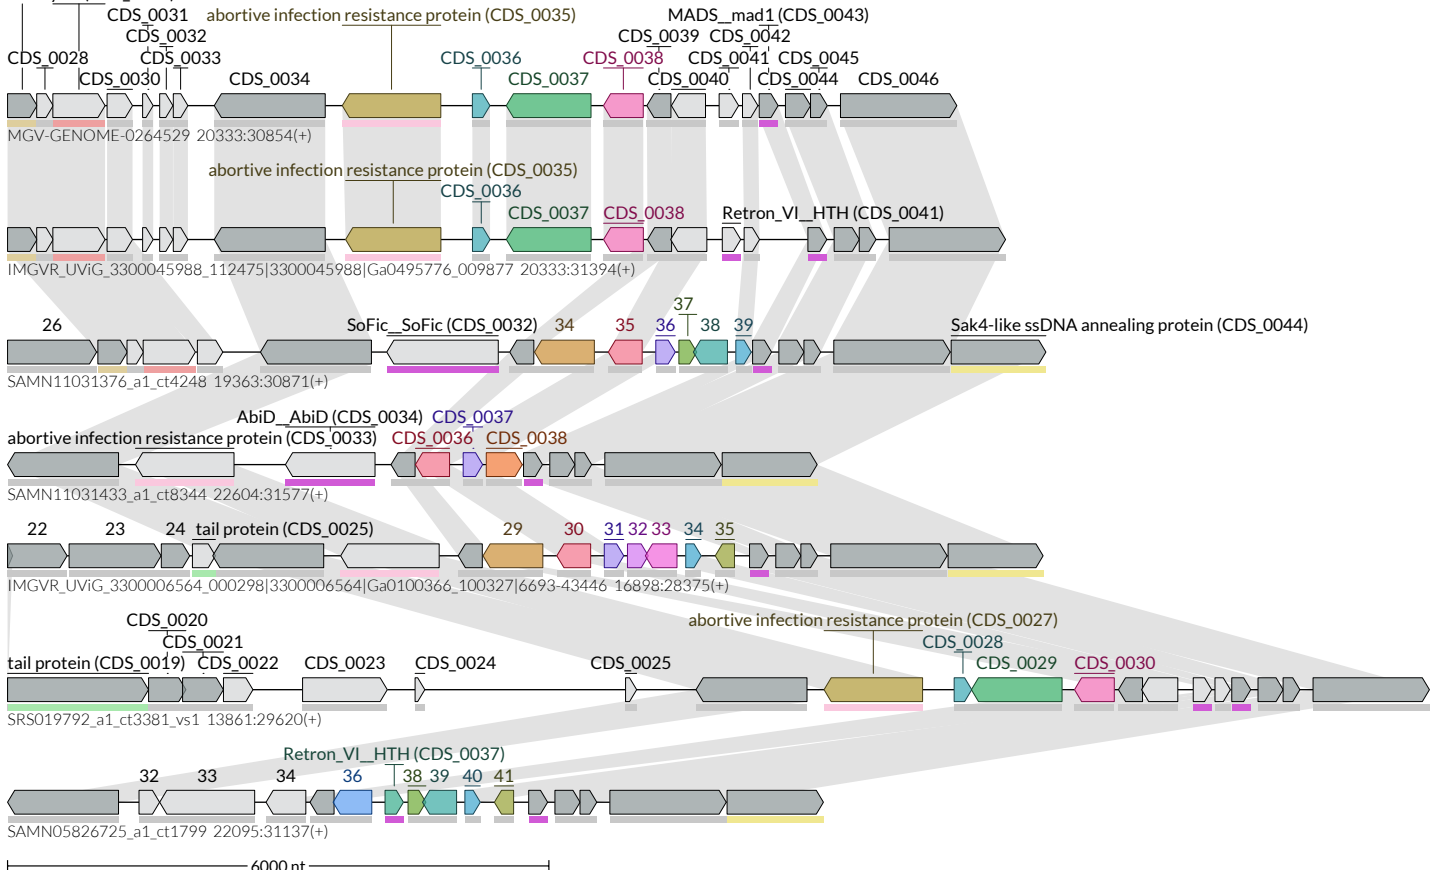 CDS_0031
abortive infection resistance protein (CDS_0035)
MADS__mad1 (CDS_0043)
CDS_0032
CDS_0039
CDS_0042
CDS_0028
CDS_0033
CDS_0036
CDS_0038
CDS_0041
CDS_0045
CDS_0030
CDS_0034
CDS_0037
CDS_0040
CDS_0044
CDS_0046
MGV-GENOME-0264529 20333:30854(+)
abortive infection resistance protein (CDS_0035)
CDS_0036
CDS_0037
CDS_0038
Retron_VI__HTH (CDS_0041)
IMGVR_UViG_3300045988_112475|3300045988|Ga0495776_009877 20333:31394(+)
37
26
SoFic__SoFic (CDS_0032)
34
35
36
38
39
Sak4-like ssDNA annealing protein (CDS_0044)
SAMN11031376_a1_ct4248 19363:30871(+)
AbiD__AbiD (CDS_0034)
CDS_0037
abortive infection resistance protein (CDS_0033)
CDS_0036
CDS_0038
SAMN11031433_a1_ct8344 22604:31577(+)
22
23
24
tail protein (CDS_0025)
29
30
31
32
33
34
35
IMGVR_UViG_3300006564_000298|3300006564|Ga0100366_100327|6693-43446 16898:28375(+)
CDS_0020
abortive infection resistance protein (CDS_0027)
CDS_0021
CDS_0028
tail protein (CDS_0019)
CDS_0022
CDS_0023
CDS_0024
CDS_0025
CDS_0029
CDS_0030
SRS019792_a1_ct3381_vs1 13861:29620(+)
Retron_VI__HTH (CDS_0037)
32
33
34
36
38
39
40
41
SAMN05826725_a1_ct1799 22095:31137(+)
6000 nt